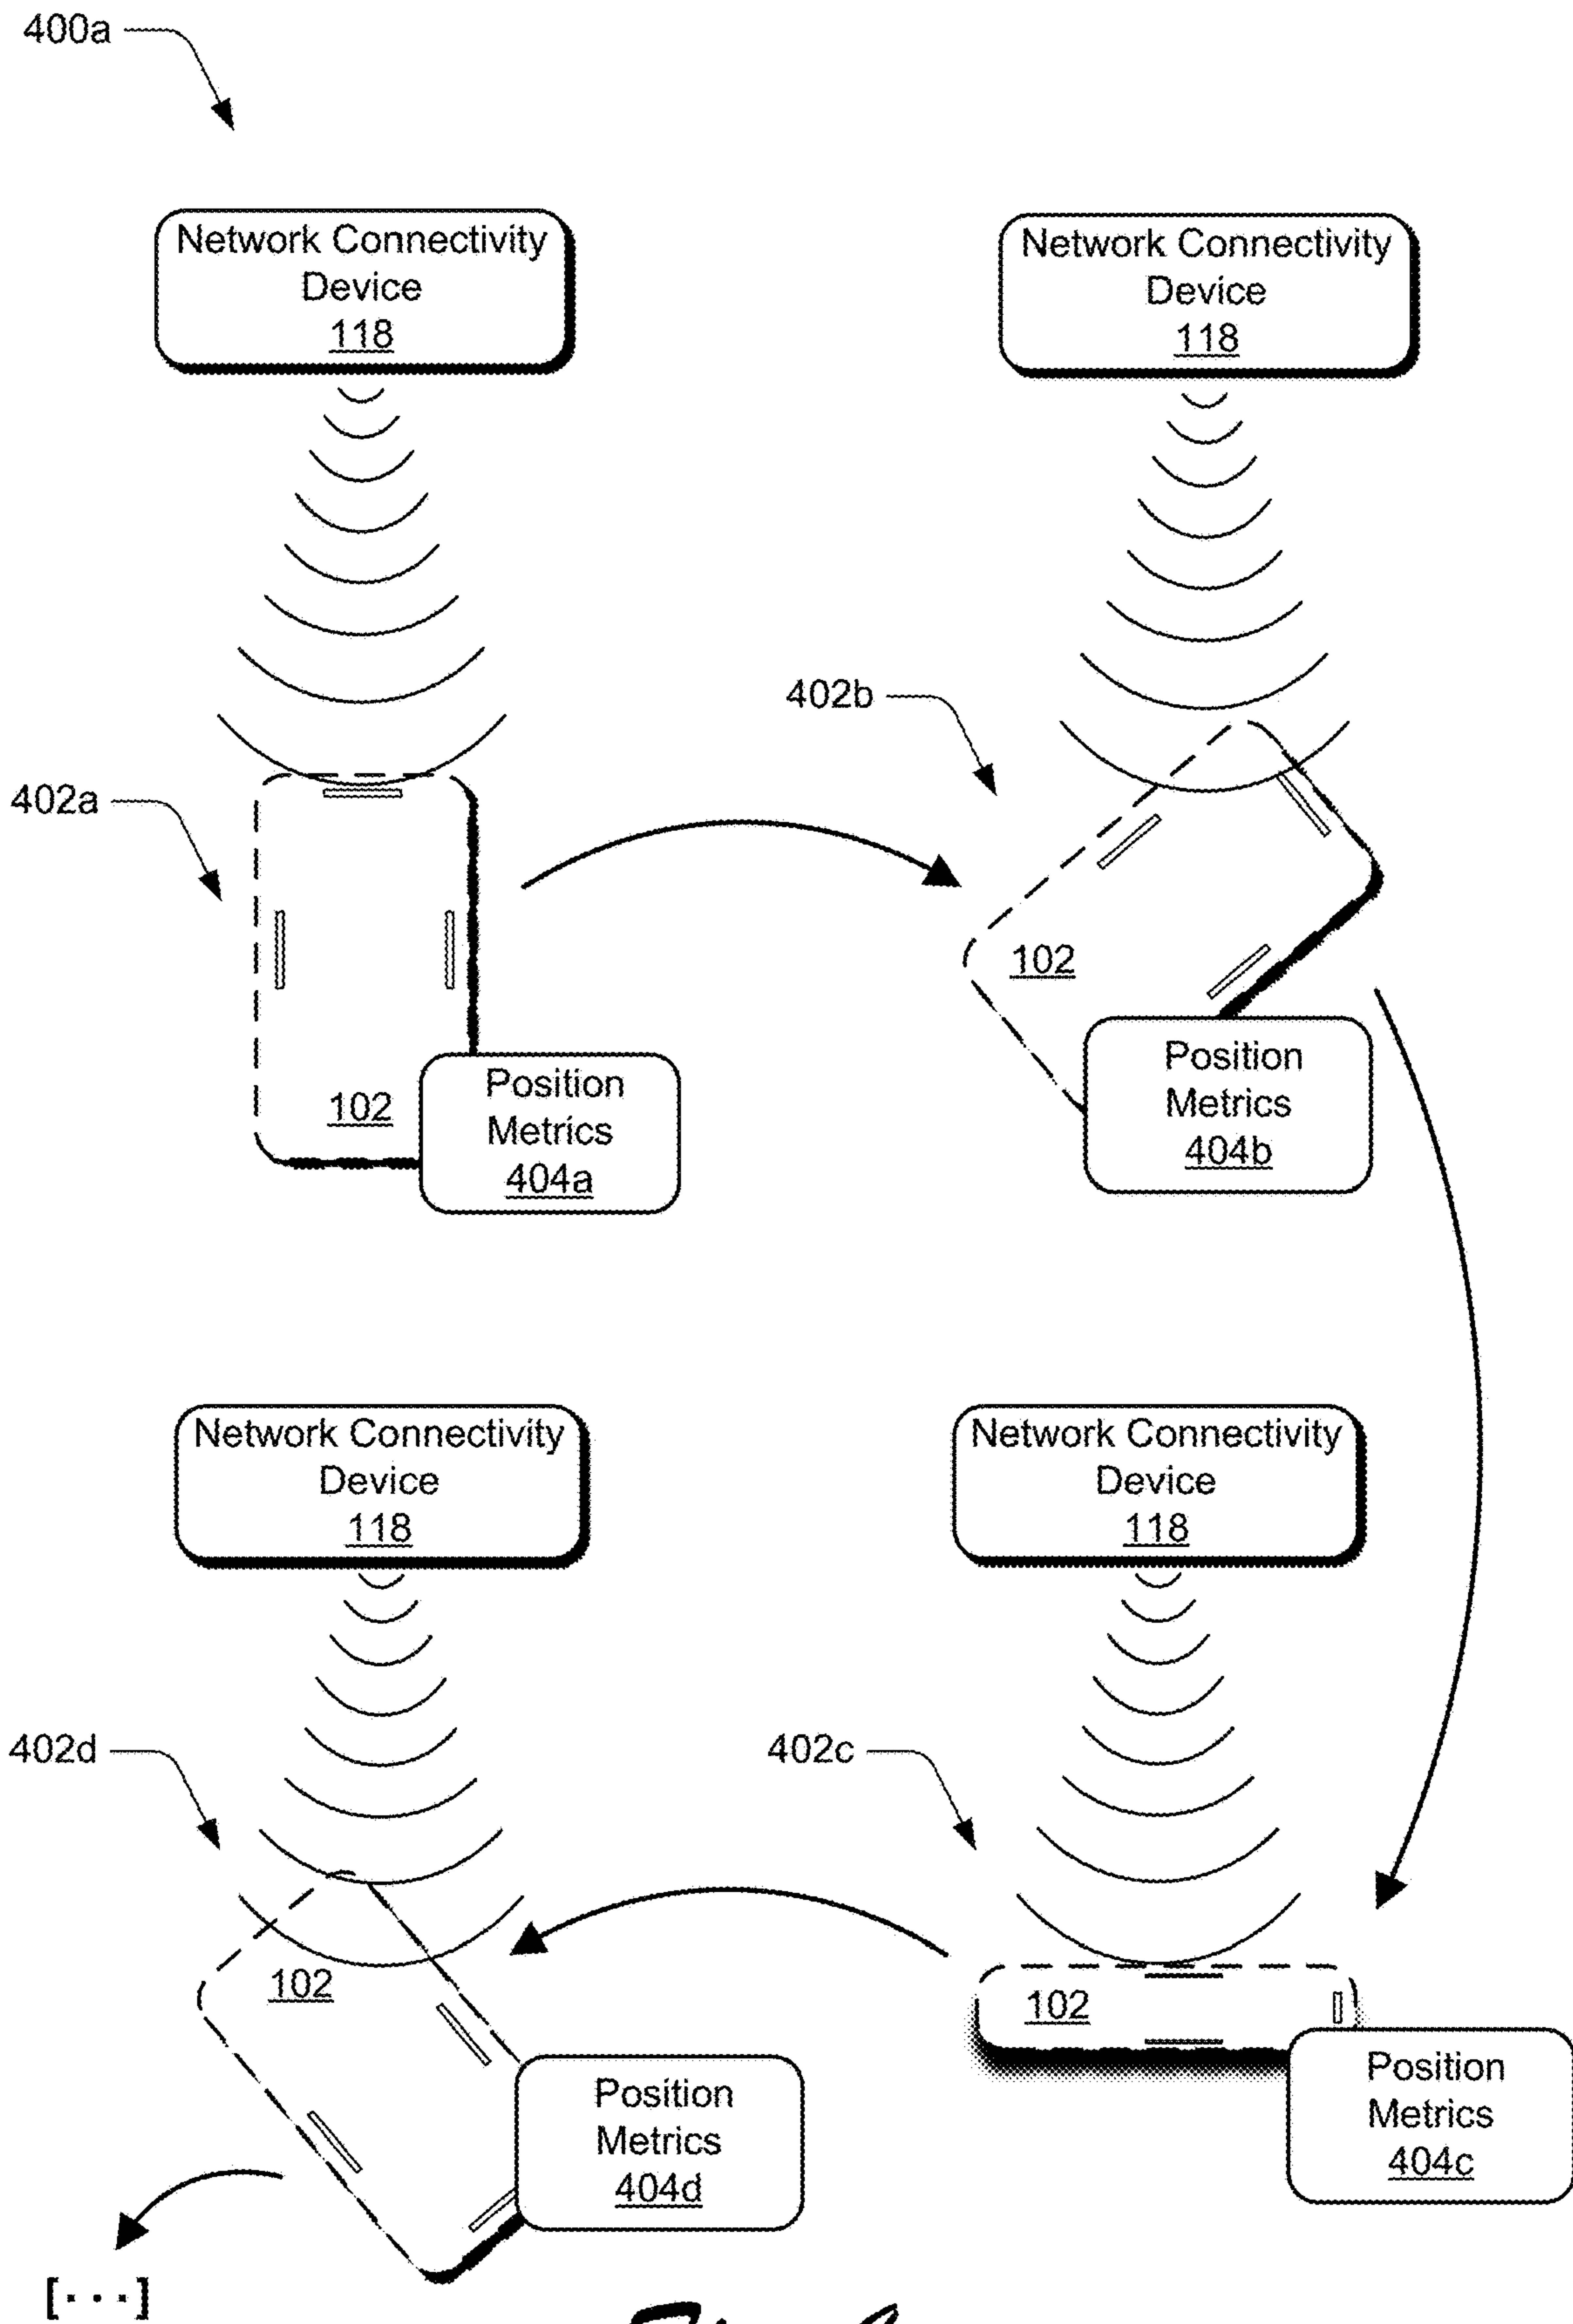 400a
Network Connectivity
Device
118
Network Connectivity
Device
118
402b
402a
102
Position
Metrics
404b
102
Position
Metrics
404a
Network Connectivity
Device
118
Network Connectivity
Device
118
402d
402c
102
102
Position
Metrics
404d
Position
Metrics
404c
[...]